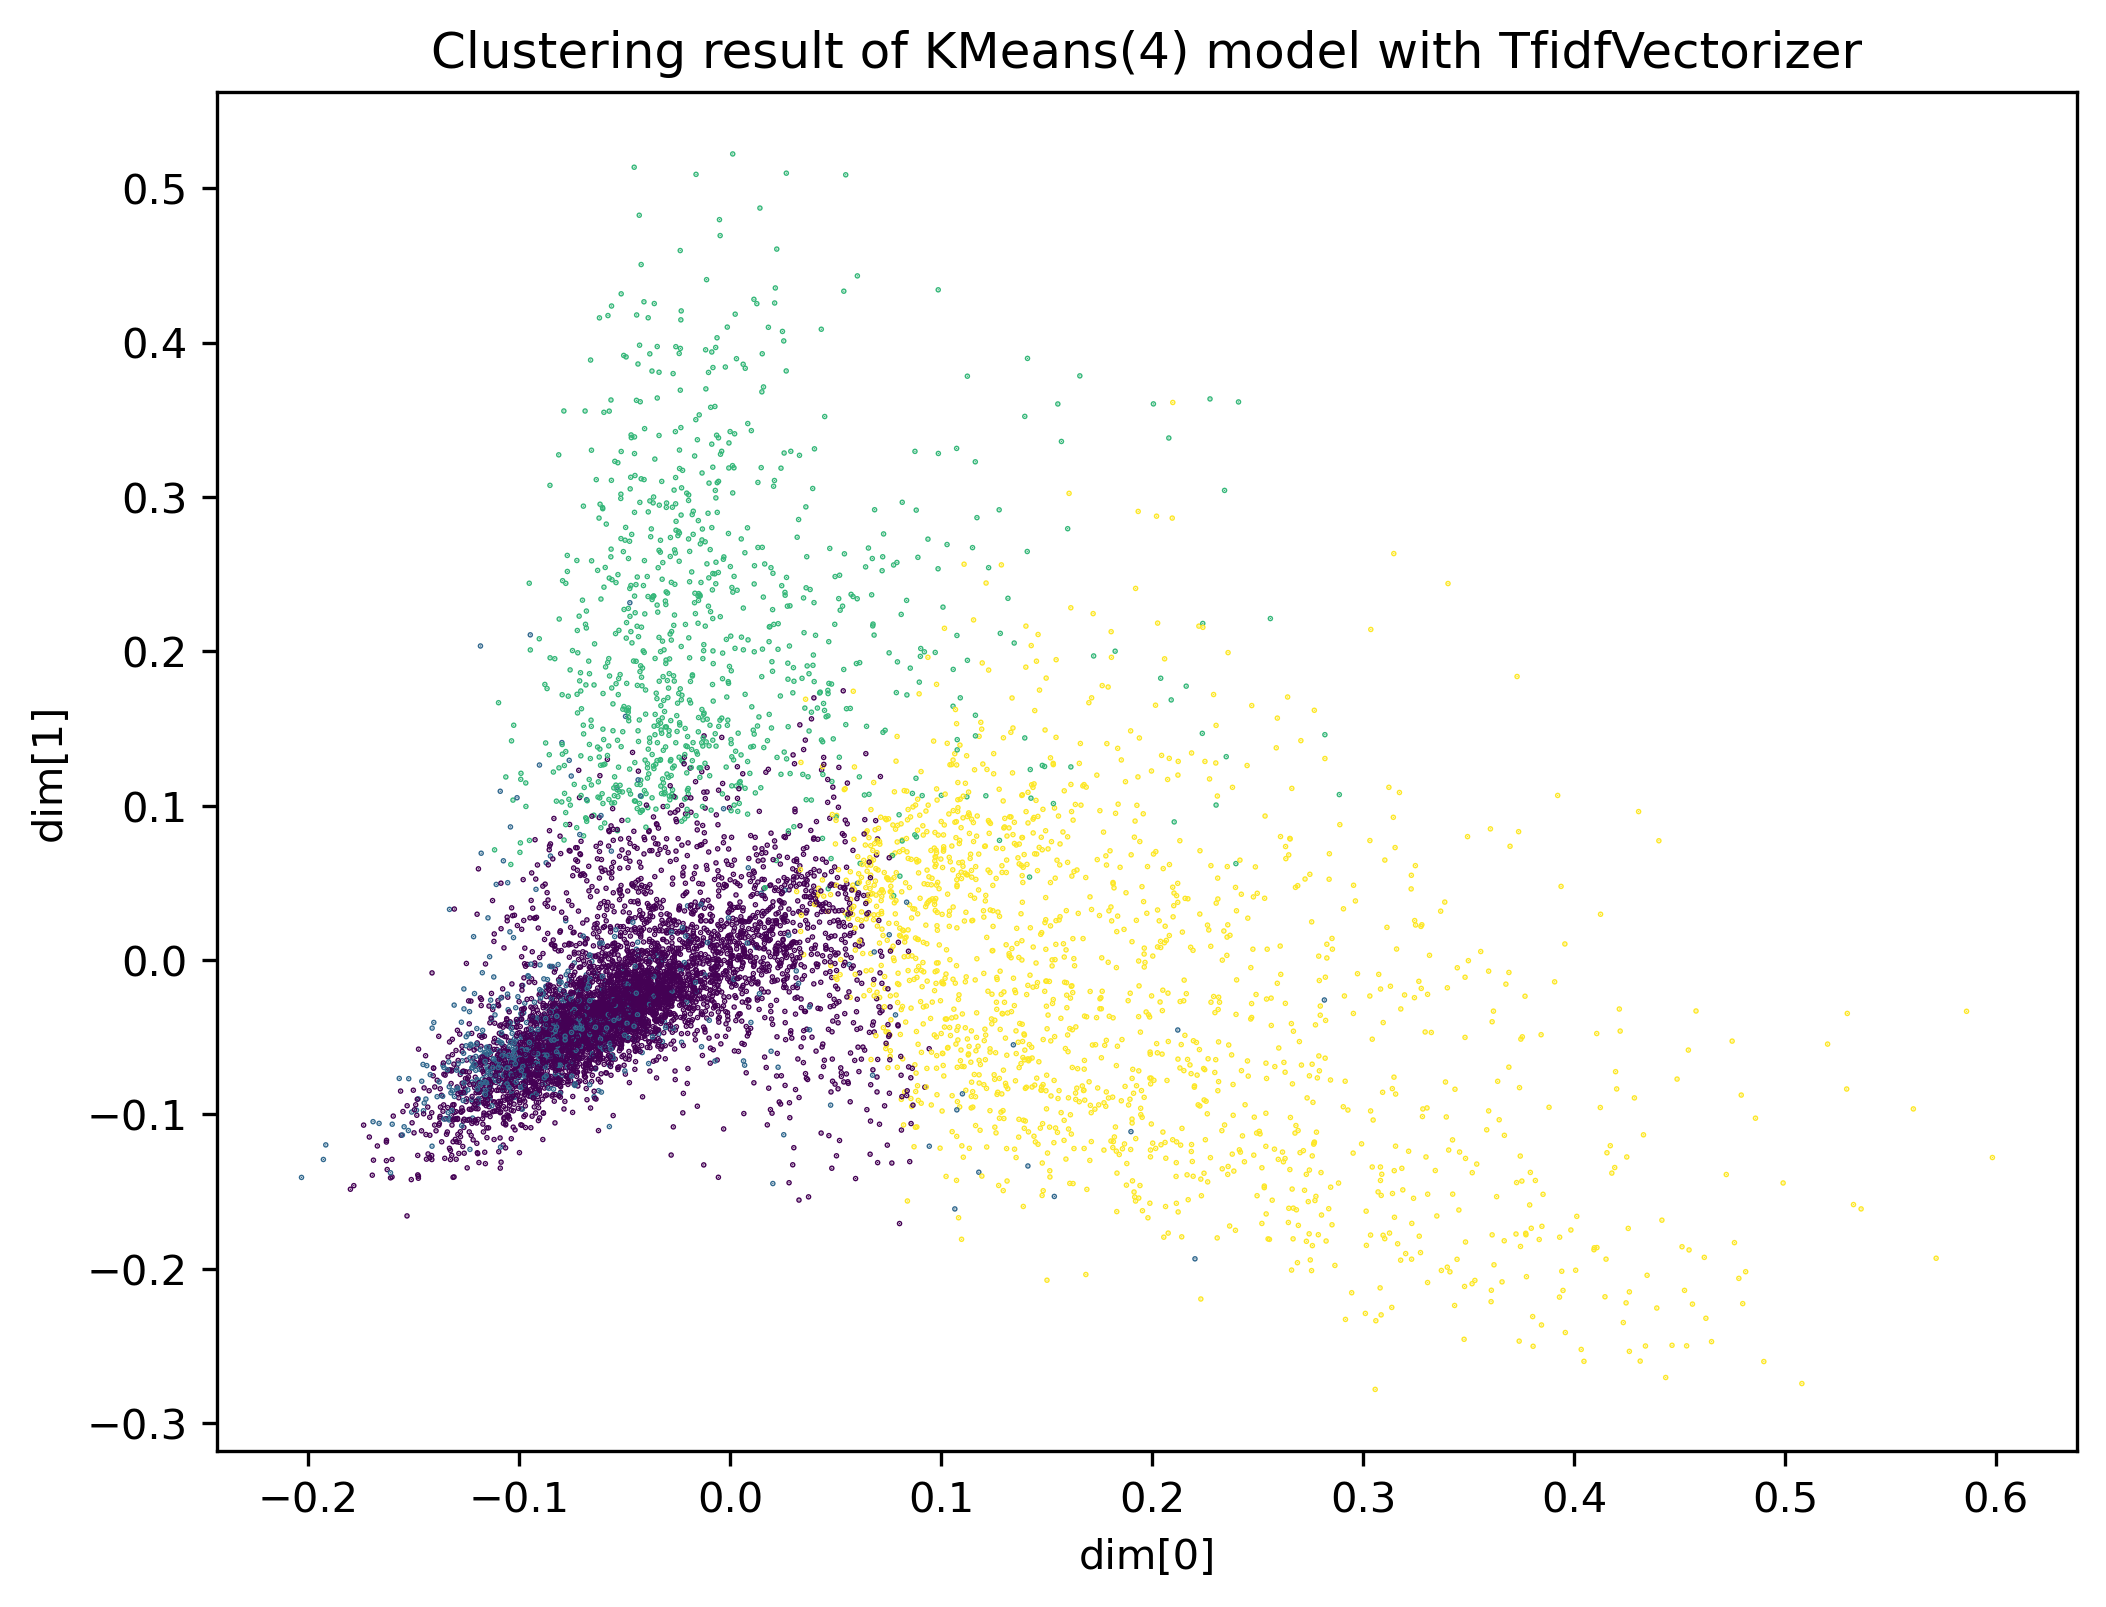 Clustering result of KMeans(4) model with TfidfVectorizer
0.5
0.4
0.3
0.2
0.1
0.0
−0.1
−0.2
−0.3
dim[1]
−0.2 −0.1 0.0 0.1 0.2 0.3 0.4 0.5 0.6
dim[0]